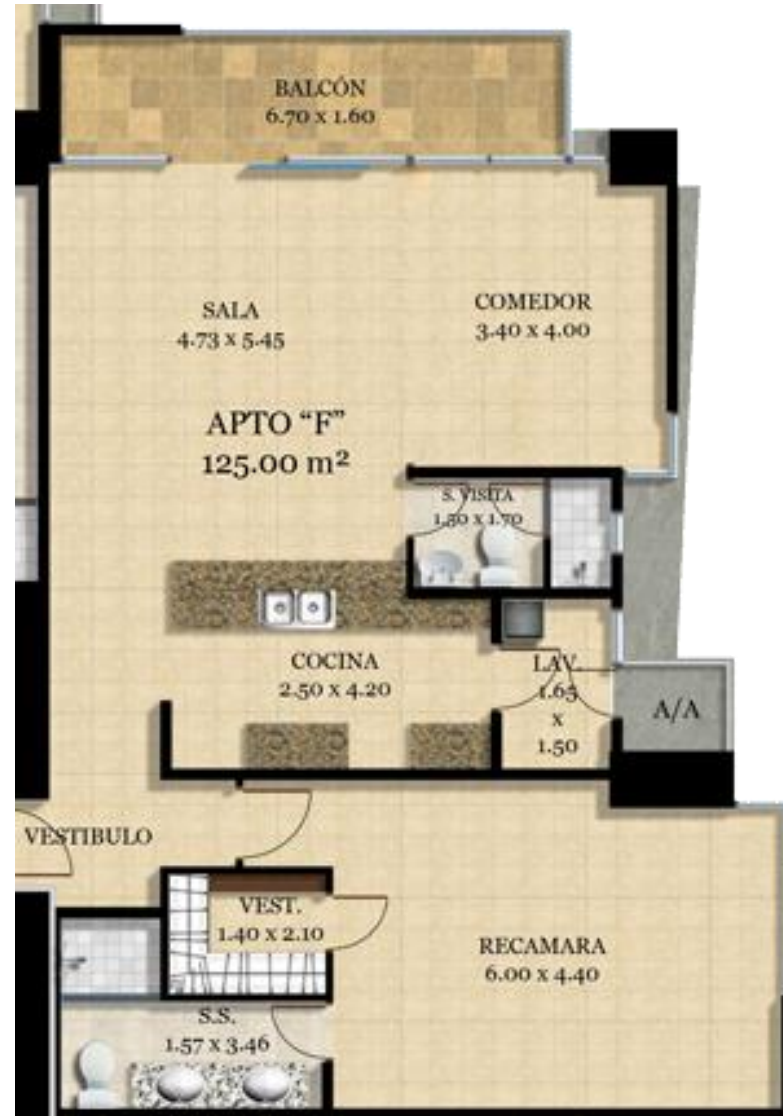 BALCÓN
6.70 x 1.60
SALA
4.73 x 5.45
COMEDOR
3.40 x 4.00
APTO “F”
125.00 m²
S. VISITA
1.50 x 1.70
COCINA
2.50 x 4.20
LAV.
1.65
x
1.50
A/A
VESTIBULO
VEST.
1.40 x 2.10
RECAMARA
6.00 x 4.40
S.S.
1.57 x 3.46